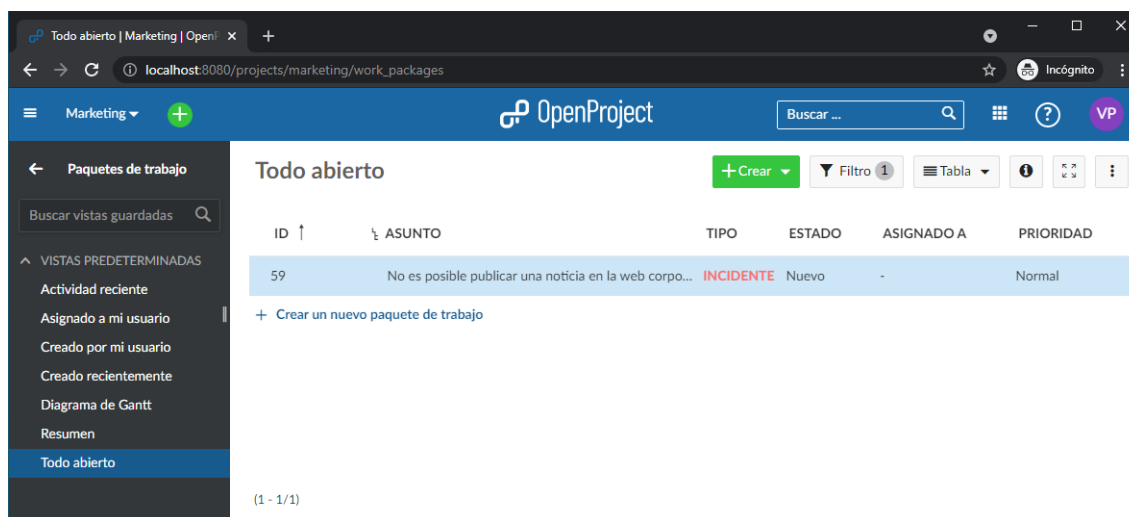 Todo abierto | Marketing | OpenP
localhost:8080/projects/marketing/work_packages
Incógnito
Marketing
OpenProject
Buscar ...
?
VP
Paquetes de trabajo
Todo abierto
+ Crear
Filtro 1
Tabla
Buscar vistas guardadas
ID ASUNTO TIPO ESTADO ASIGNADO A PRIORIDAD
VISTAS PREDETERMINADAS
59 No es posible publicar una noticia en la web corpo... INCIDENTE Nuevo - Normal
Actividad reciente
Asignado a mi usuario
+ Crear un nuevo paquete de trabajo
Creado por mi usuario
Creado recientemente
Diagrama de Gantt
Resumen
Todo abierto
(1 - 1/1)